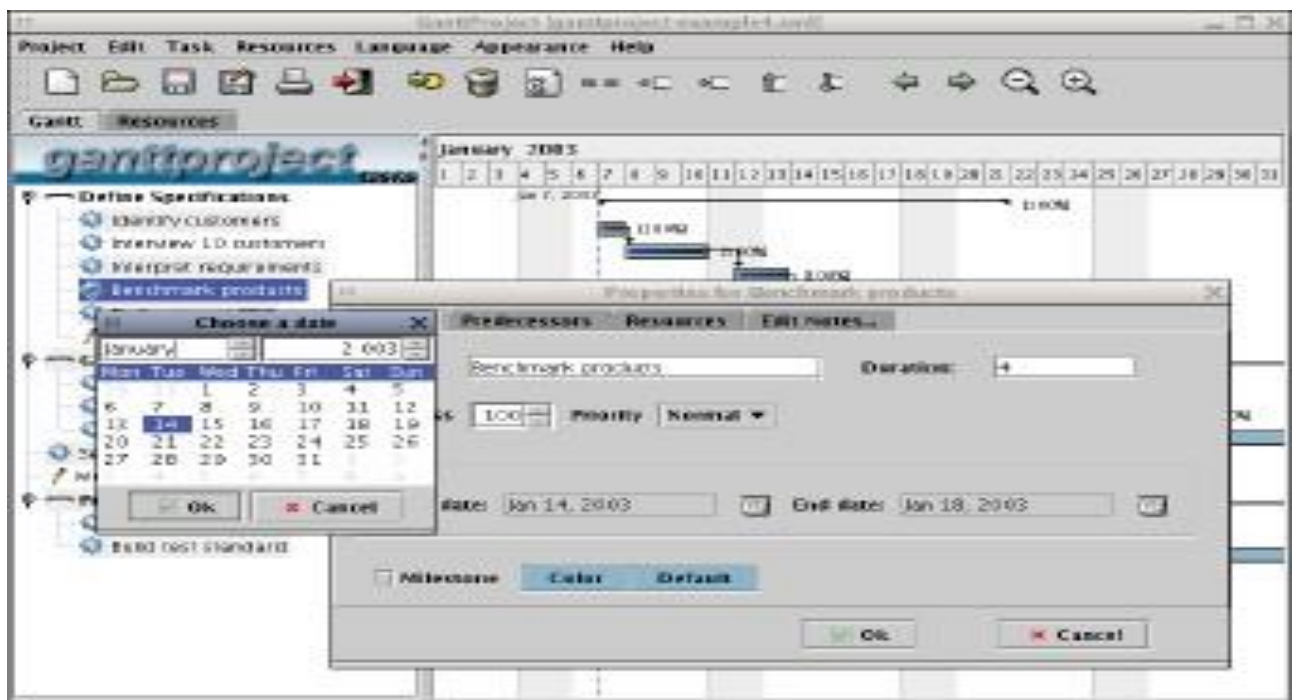 GanttProject
Project Edit Task Resources Language Appearance Help
Gantt Resources
ganttproject
January 2003
1 2 3 4 5 6 7 8 9 10 11 12 13 14 15 16 17 18 19 20 21 22 23 24 25 26 27 28 29 30 31
Define Specifications
Jan 7, 2003
Identify customers
Interview 10 customers
Interpret requirements
Benchmark products
Properties for Benchmark products
Choose a date
Predecessors Resources Edit notes...
January 2 003
Benchmark products Duration: 4
Mon Tue Wed Thu Fri Sat Sun
1 2 3 4 5
6 7 8 9 10 11 12
13 14 15 16 17 18 19
20 21 22 23 24 25 26
27 28 29 30 31
100 Priority Normal
Ok Cancel
date: Jan 14, 2003 End date: Jan 18, 2003
Build test standard
Milestone Color Default
Ok Cancel